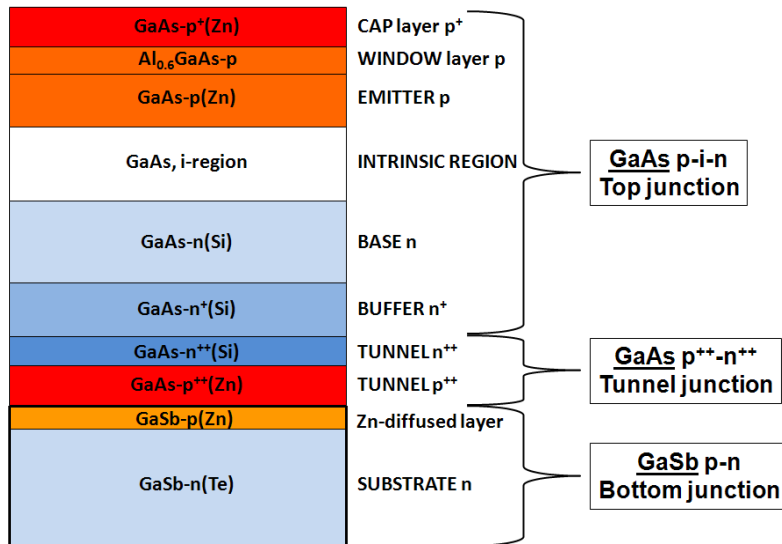 GaAs-p⁺(Zn) CAP layer p⁺
Al₀.₆GaAs-p WINDOW layer p
GaAs-p(Zn) EMITTER p
GaAs, i-region INTRINSIC REGION
GaAs p-i-n
Top junction
GaAs-n(Si) BASE n
GaAs-n⁺(Si) BUFFER n⁺
GaAs-n⁺⁺(Si) TUNNEL n⁺⁺
GaAs-p⁺⁺(Zn) TUNNEL p⁺⁺
GaAs p⁺⁺-n⁺⁺
Tunnel junction
GaSb-p(Zn) Zn-diffused layer
GaSb-n(Te) SUBSTRATE n
GaSb p-n
Bottom junction